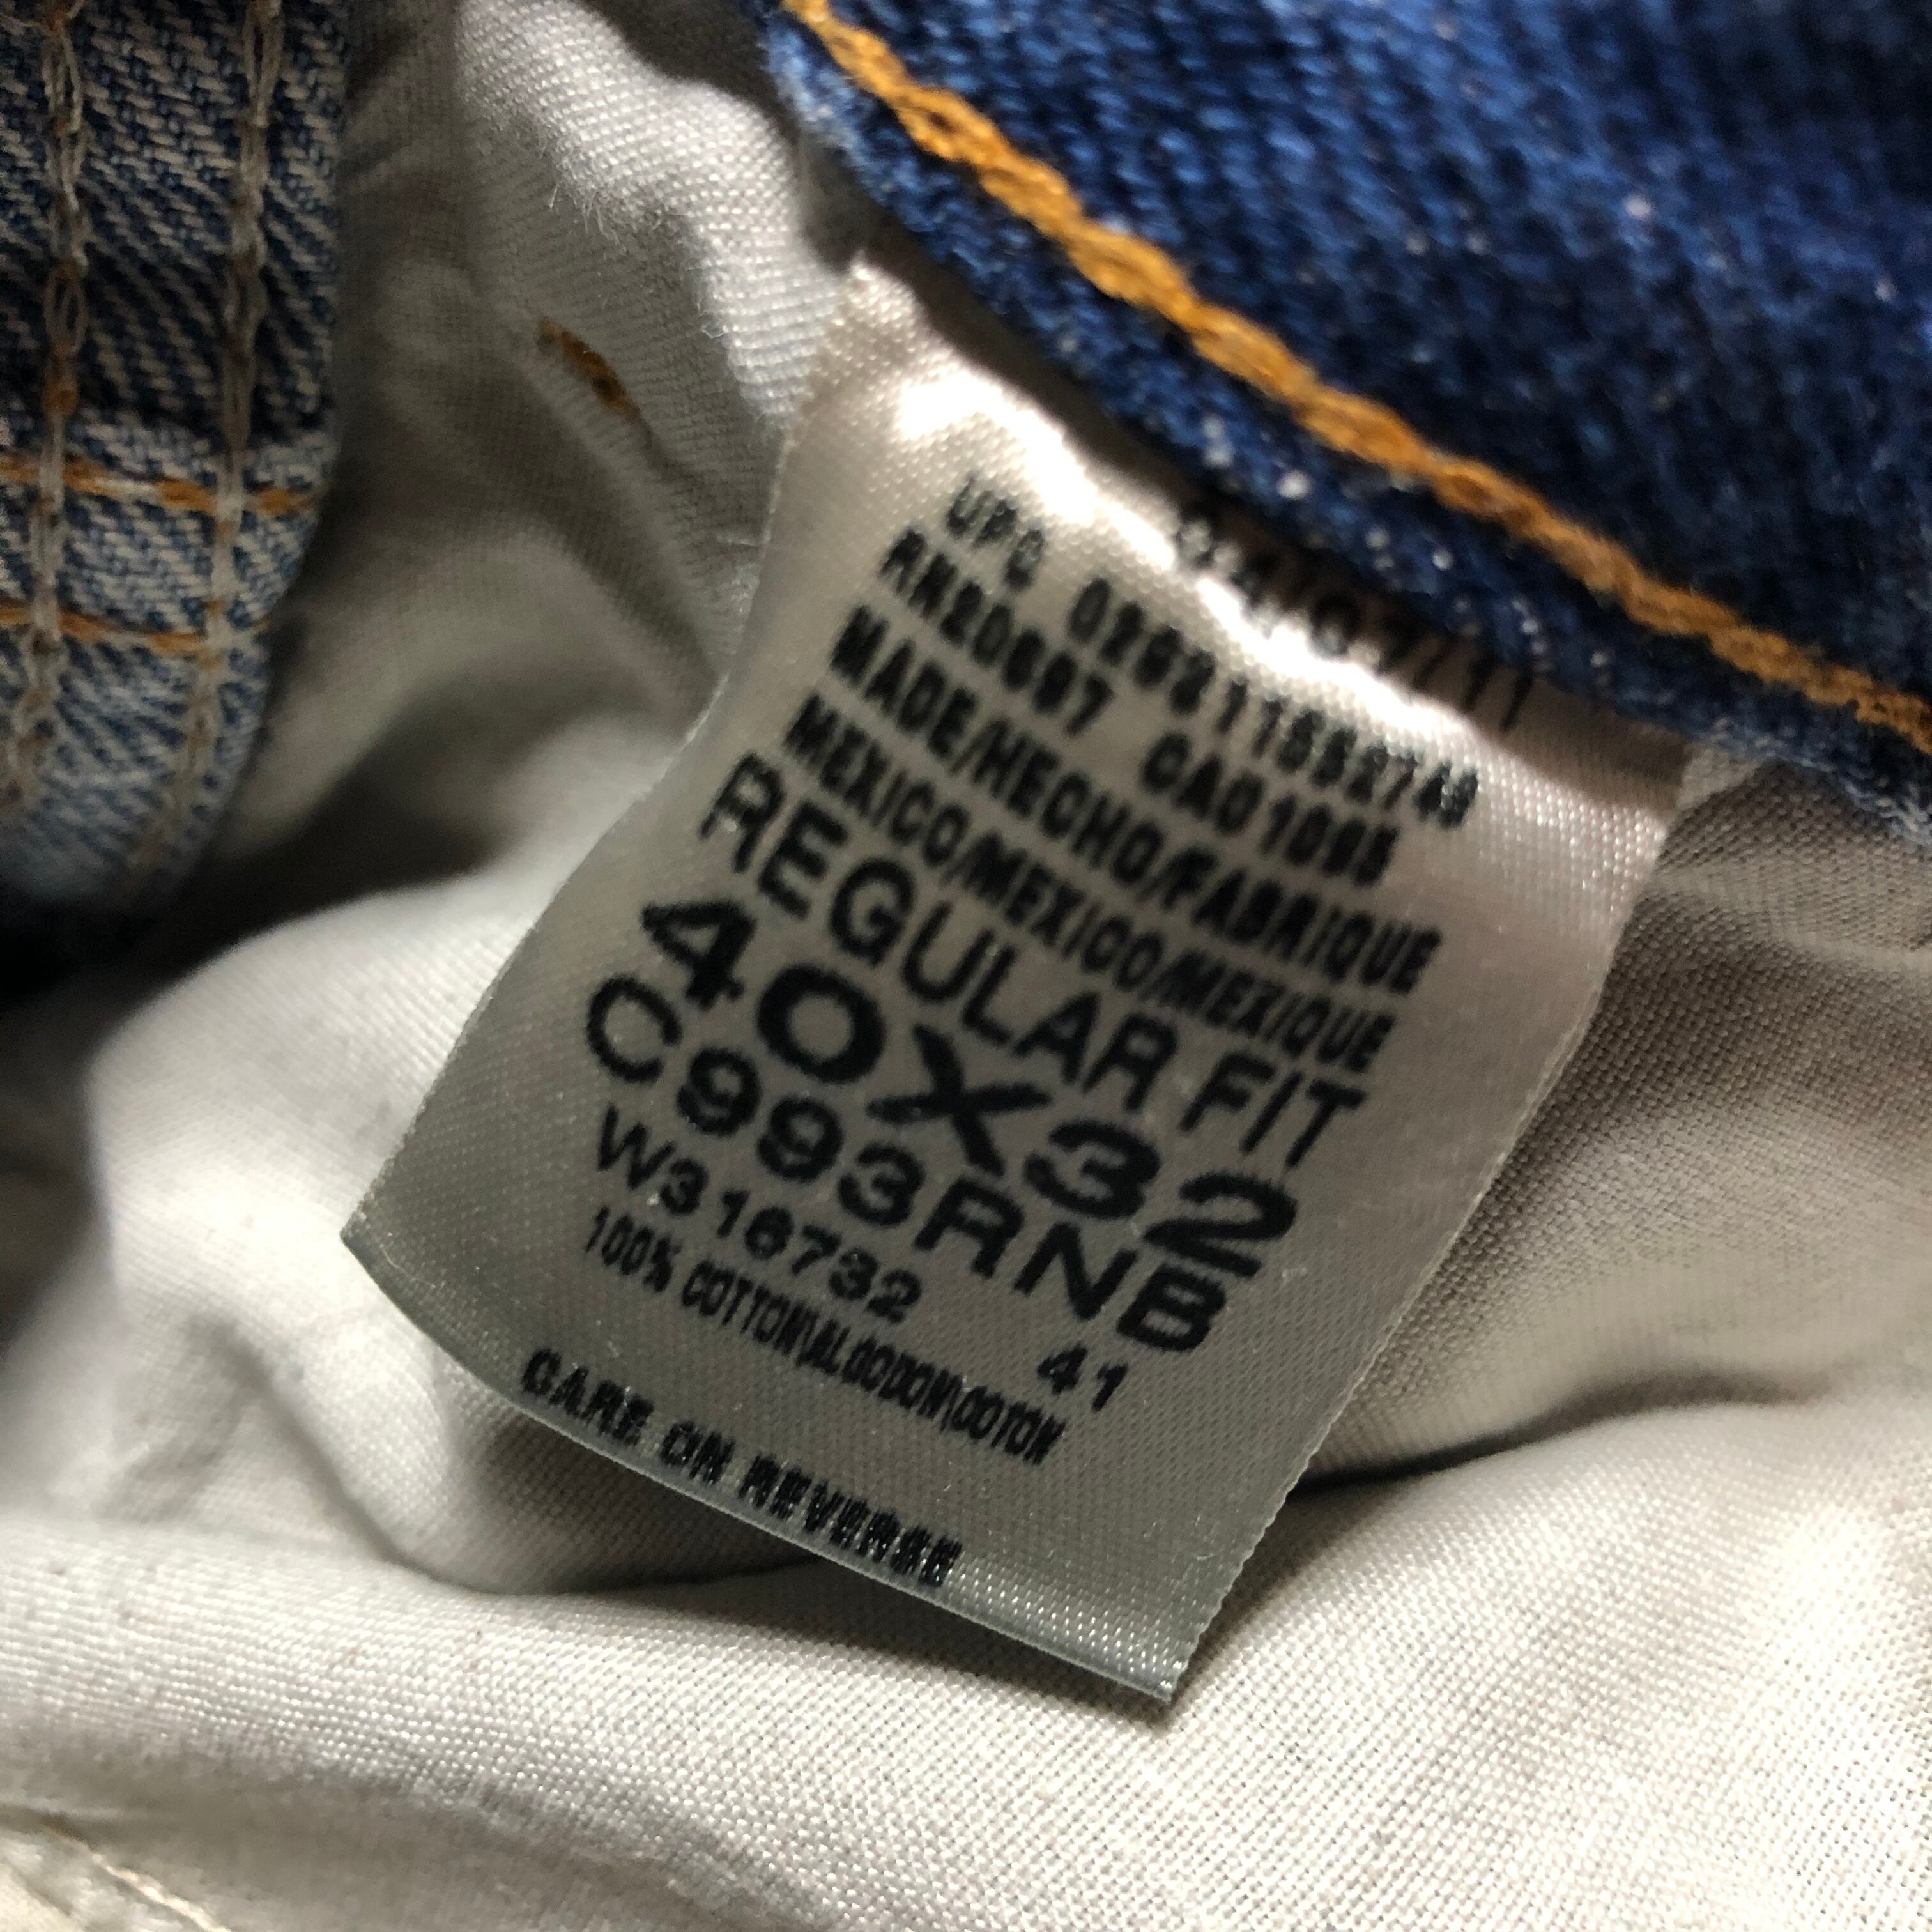 UPC
RN20697 CA01095
MADE/HECHO/FABRIQUE
MEXICO/MEXICO/MEXIQUE
REGULAR FIT
40X32
C993RNB
W316732 41
100% COTTON\ALGODON\COTON
CARE ON REVERSE